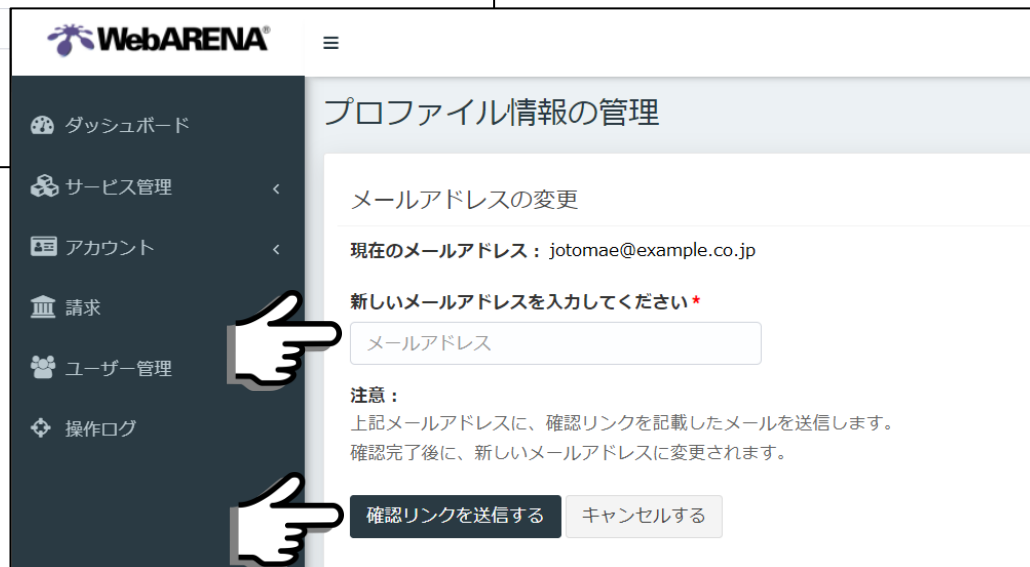 WebARENA®
ダッシュボード
サービス管理
アカウント
請求
ユーザー管理
操作ログ
プロファイル情報の管理
メールアドレスの変更
現在のメールアドレス： jotomae@example.co.jp
新しいメールアドレスを入力してください*
メールアドレス
注意：
上記メールアドレスに、確認リンクを記載したメールを送信します。
確認完了後に、新しいメールアドレスに変更されます。
確認リンクを送信する キャンセルする